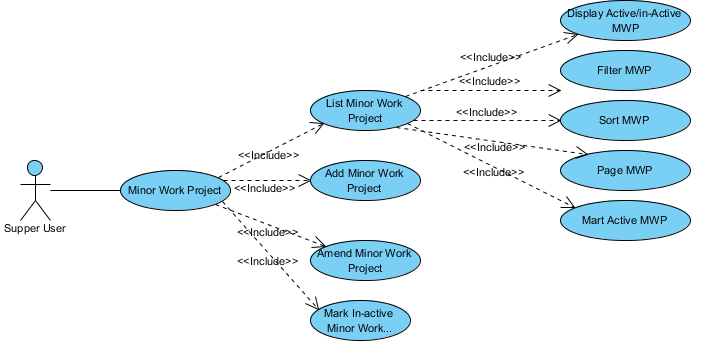 Display Active/in-Active
MWP
<<Include>>
Filter MWP
<<Include>>
List Minor Work
Project
<<Include>>
Sort MWP
<<Include>>
<<Include>>
Page MWP
<<Include>>
Add Minor Work
Project
<<Include>>
Minor Work Project
Supper User
Mart Active MWP
<<Include>>
Amend Minor Work
Project
<<Include>>
Mark In-active
Minor Work...